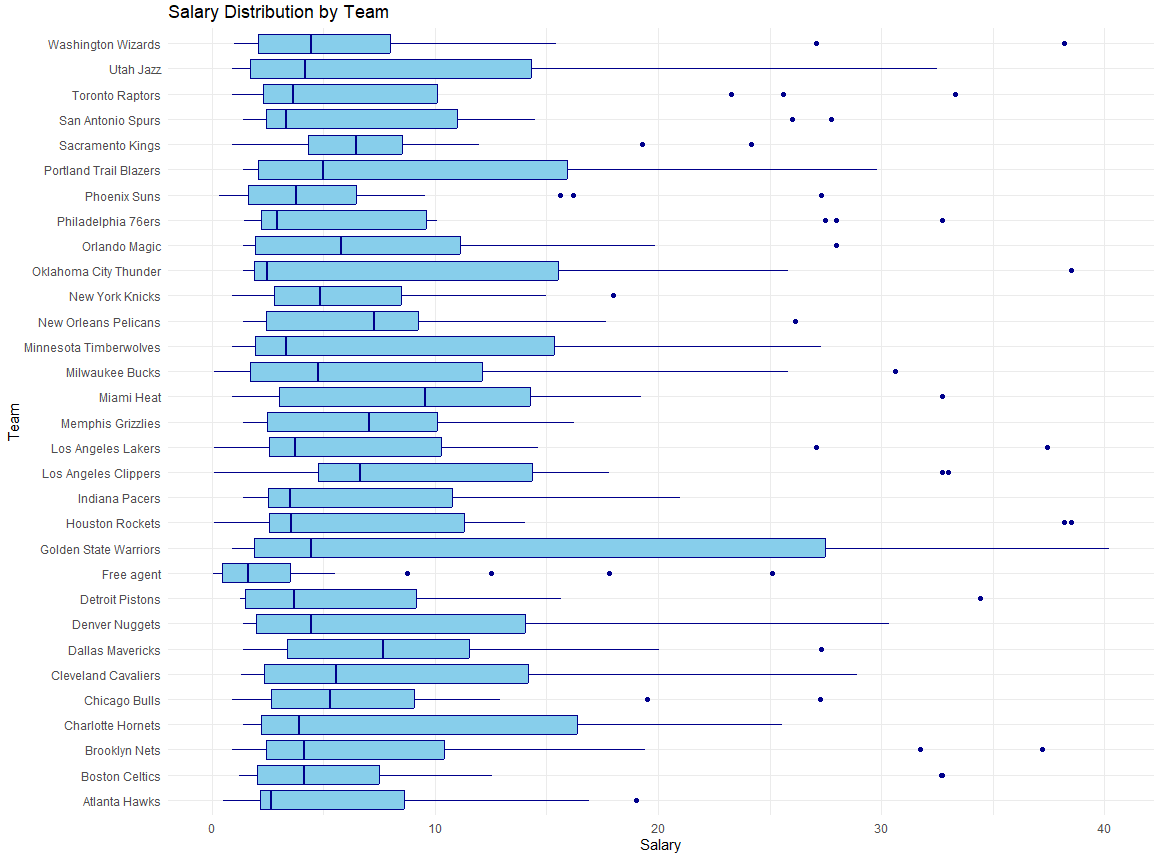 Salary Distribution by Team
Washington Wizards
Utah Jazz
Toronto Raptors
San Antonio Spurs
Sacramento Kings
Portland Trail Blazers
Phoenix Suns
Philadelphia 76ers
Orlando Magic
Oklahoma City Thunder
New York Knicks
New Orleans Pelicans
Minnesota Timberwolves
Milwaukee Bucks
Miami Heat
Memphis Grizzlies
Los Angeles Lakers
Los Angeles Clippers
Indiana Pacers
Houston Rockets
Golden State Warriors
Free agent
Detroit Pistons
Denver Nuggets
Dallas Mavericks
Cleveland Cavaliers
Chicago Bulls
Charlotte Hornets
Brooklyn Nets
Boston Celtics
Atlanta Hawks
Team
0 10 20 30 40
Salary